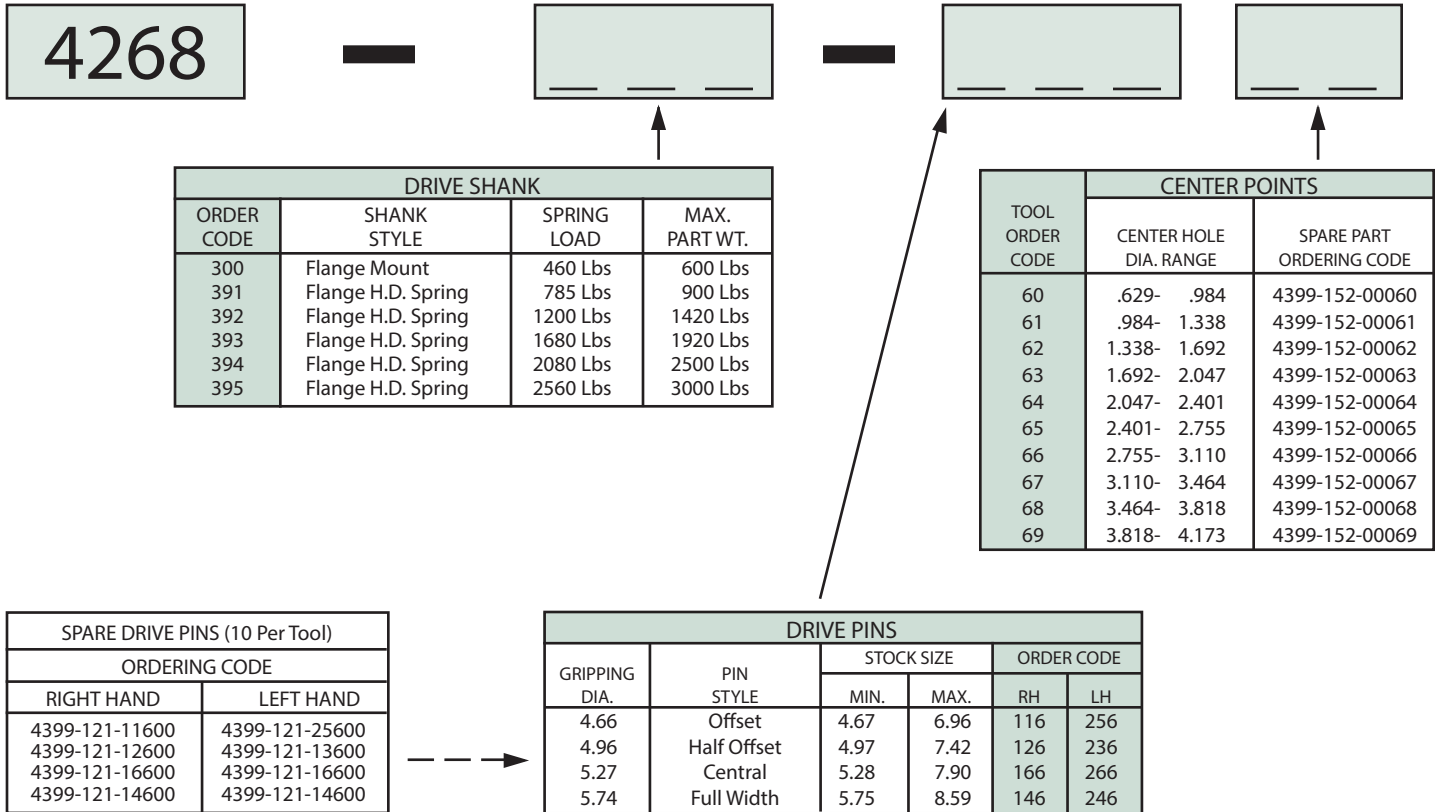 4268
DRIVE SHANK
ORDER CODE SHANK STYLE SPRING LOAD MAX. PART WT.
300 Flange Mount 460 Lbs 600 Lbs
391 Flange H.D. Spring 785 Lbs 900 Lbs
392 Flange H.D. Spring 1200 Lbs 1420 Lbs
393 Flange H.D. Spring 1680 Lbs 1920 Lbs
394 Flange H.D. Spring 2080 Lbs 2500 Lbs
395 Flange H.D. Spring 2560 Lbs 3000 Lbs
CENTER POINTS
TOOL ORDER CODE CENTER HOLE DIA. RANGE SPARE PART ORDERING CODE
60 .629- .984 4399-152-00060
61 .984- 1.338 4399-152-00061
62 1.338- 1.692 4399-152-00062
63 1.692- 2.047 4399-152-00063
64 2.047- 2.401 4399-152-00064
65 2.401- 2.755 4399-152-00065
66 2.755- 3.110 4399-152-00066
67 3.110- 3.464 4399-152-00067
68 3.464- 3.818 4399-152-00068
69 3.818- 4.173 4399-152-00069
SPARE DRIVE PINS (10 Per Tool)
ORDERING CODE
RIGHT HAND LEFT HAND
4399-121-11600 4399-121-25600
4399-121-12600 4399-121-13600
4399-121-16600 4399-121-16600
4399-121-14600 4399-121-14600
DRIVE PINS
GRIPPING DIA. PIN STYLE STOCK SIZE ORDER CODE
MIN. MAX. RH LH
4.66 Offset 4.67 6.96 116 256
4.96 Half Offset 4.97 7.42 126 236
5.27 Central 5.28 7.90 166 266
5.74 Full Width 5.75 8.59 146 246